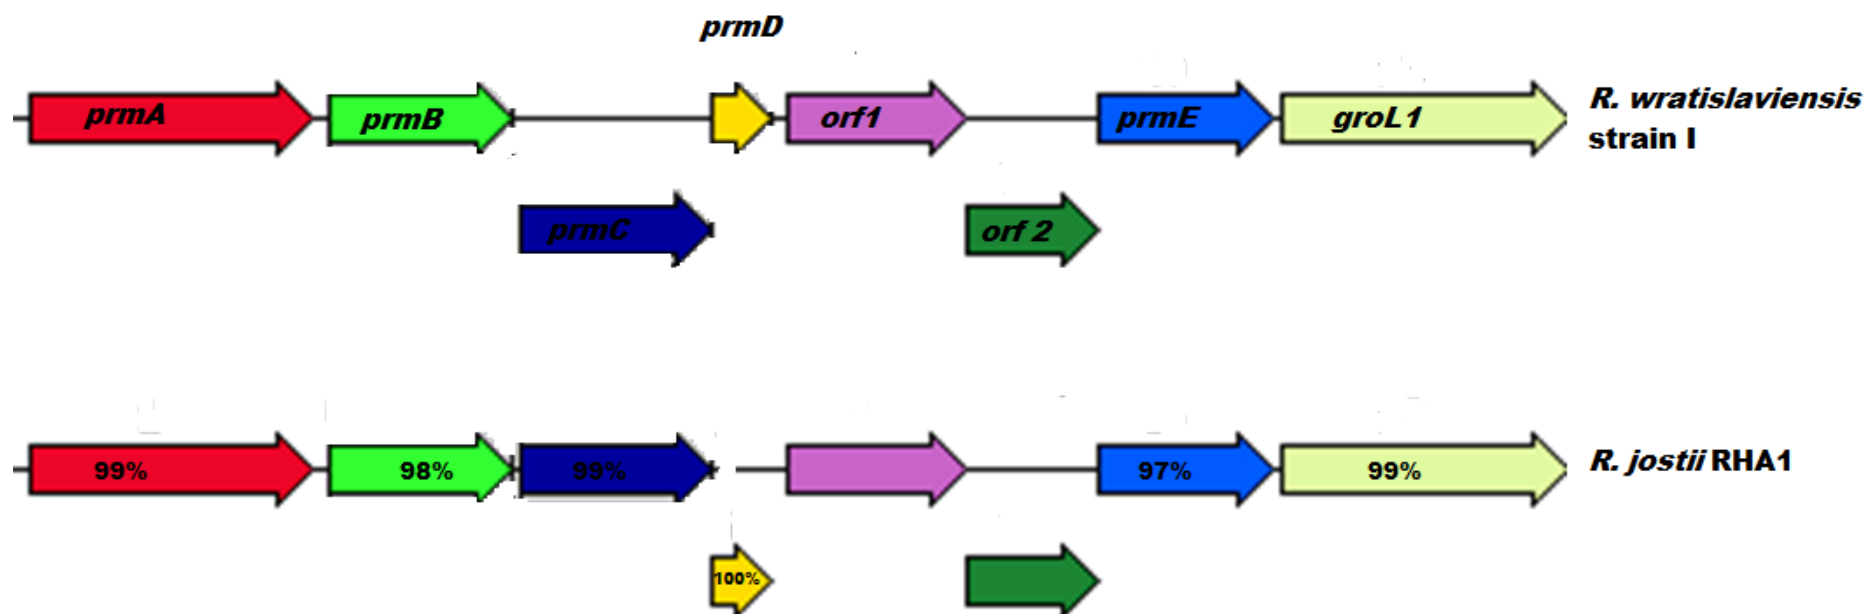 prmD
prmA
prmB
orf1
prmE
groL1
R. wratislaviensis
strain I
prmC
orf 2
99%
98%
99%
97%
99%
R. jostii RHA1
100%